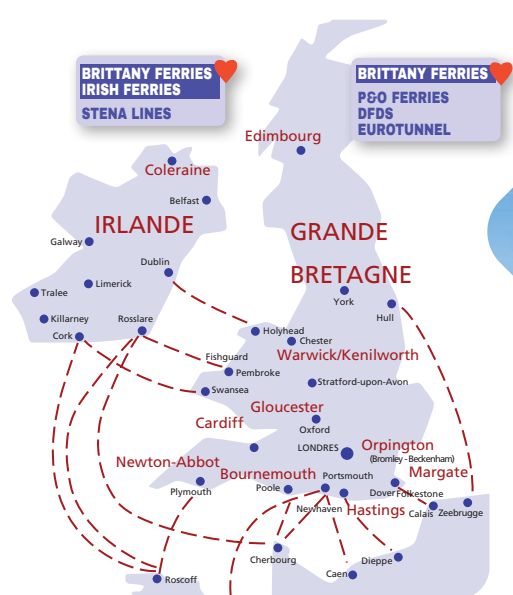 BRITTANY FERRIES
IRISH FERRIES
STENA LINES
BRITTANY FERRIES
P&O FERRIES
DFDS
EUROTUNNEL
Edimbourg
Coleraine
Belfast
IRLANDE
GRANDE
BRETAGNE
Galway
Dublin
Limerick
Tralee
York
Hull
Killarney
Rosslare
Cork
Holyhead
Chester
Warwick/Kenilworth
Fishguard
Pembroke
Stratford-upon-Avon
Swansea
Gloucester
Cardiff
Oxford
LONDRES
Orpington
(Bromley - Beckenham)
Newton-Abbot
Bournemouth
Portsmouth
Margate
Plymouth
Poole
Dover
Folkestone
Newhaven
Hastings
Calais
Zeebrugge
Cherbourg
Dieppe
Caen
Roscoff